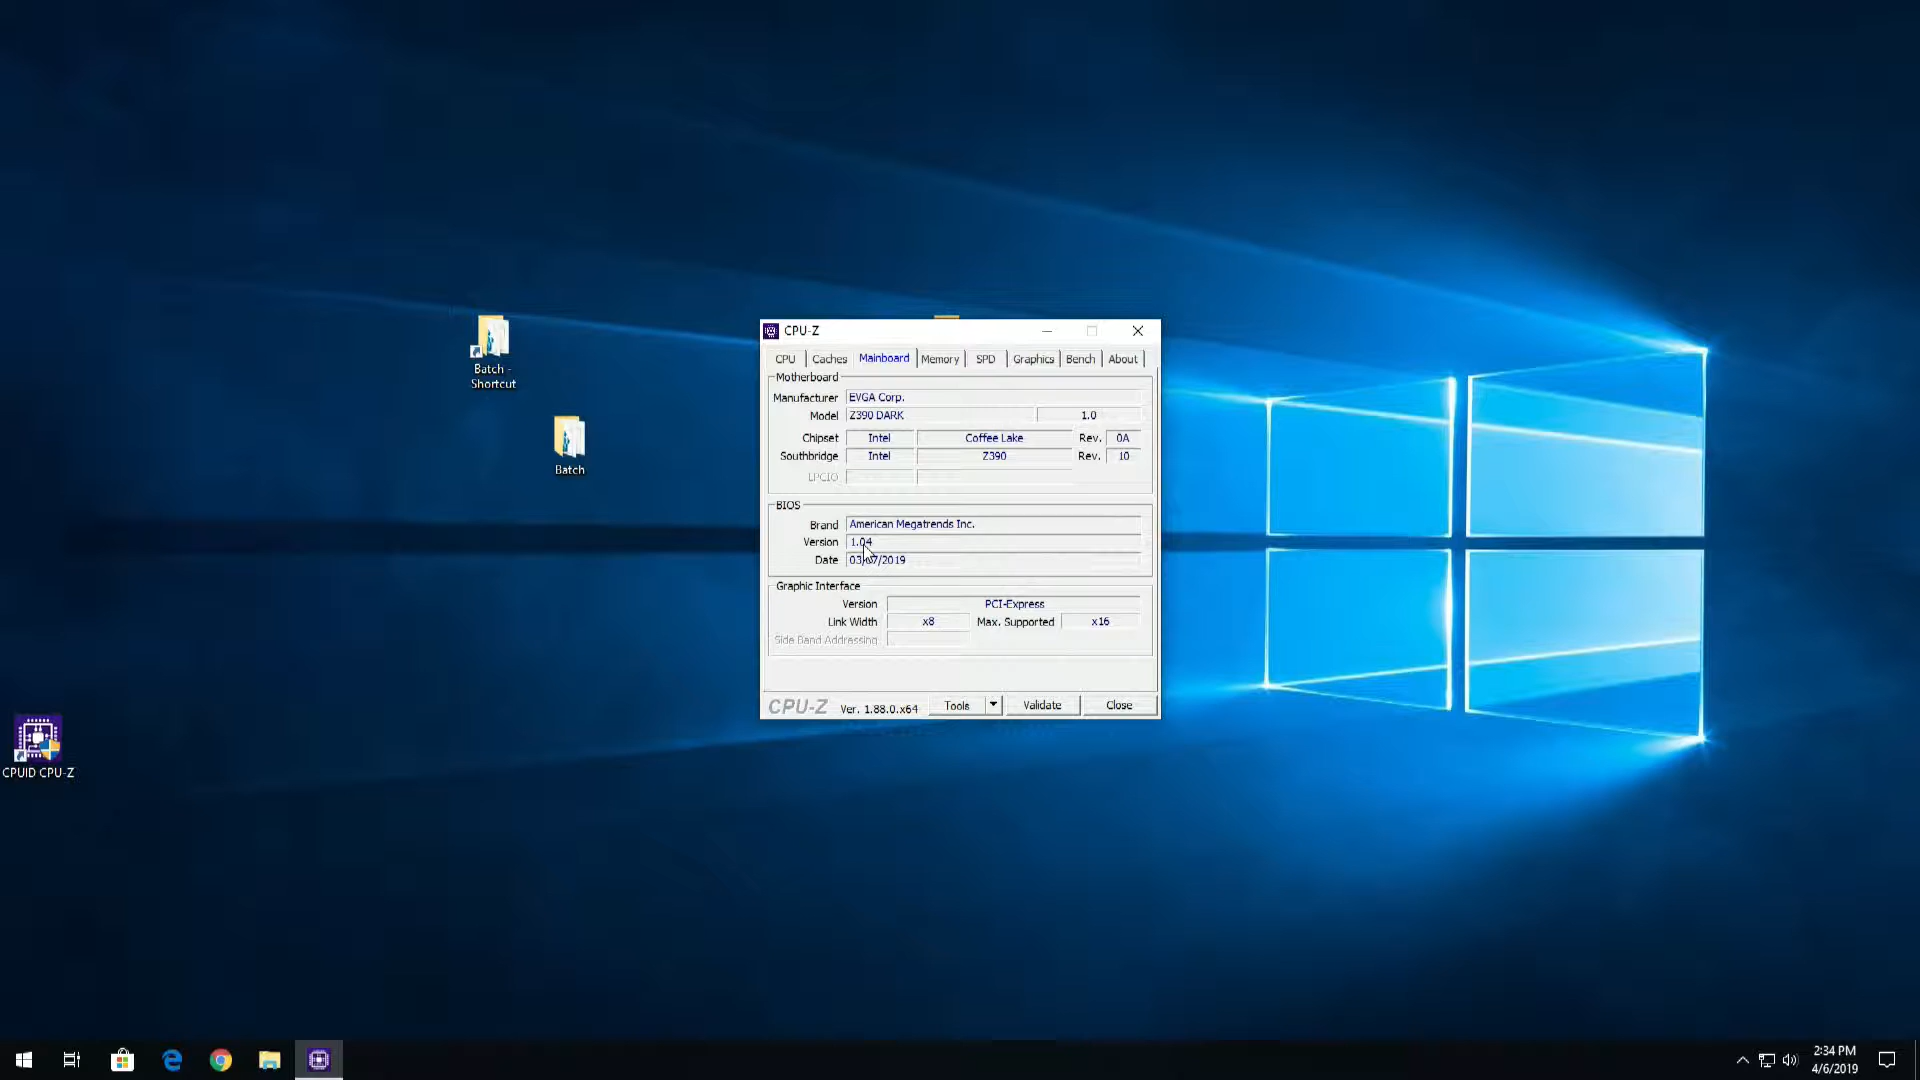 Batch -
Shortcut
Batch
CPUID CPU-Z
CPU-Z
CPU Caches Mainboard Memory SPD Graphics Bench About
Motherboard
Manufacturer EVGA Corp.
Model Z390 DARK 1.0
Chipset Intel Coffee Lake Rev. 0A
Southbridge Intel Z390 Rev. 10
LPCIO
BIOS
Brand American Megatrends Inc.
Version 1.04
Date 03/07/2019
Graphic Interface
Version PCI-Express
Link Width x8 Max. Supported x16
Side Band Addressing
CPU-Z Ver. 1.88.0.x64 Tools Validate Close
2:34 PM
4/6/2019